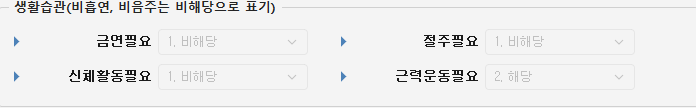 생활습관(비흡연, 비음주는 비해당으로 표기)
금연필요 1. 비해당 절주필요 1. 비해당
신체활동필요 1. 비해당 근력운동필요 2. 해당